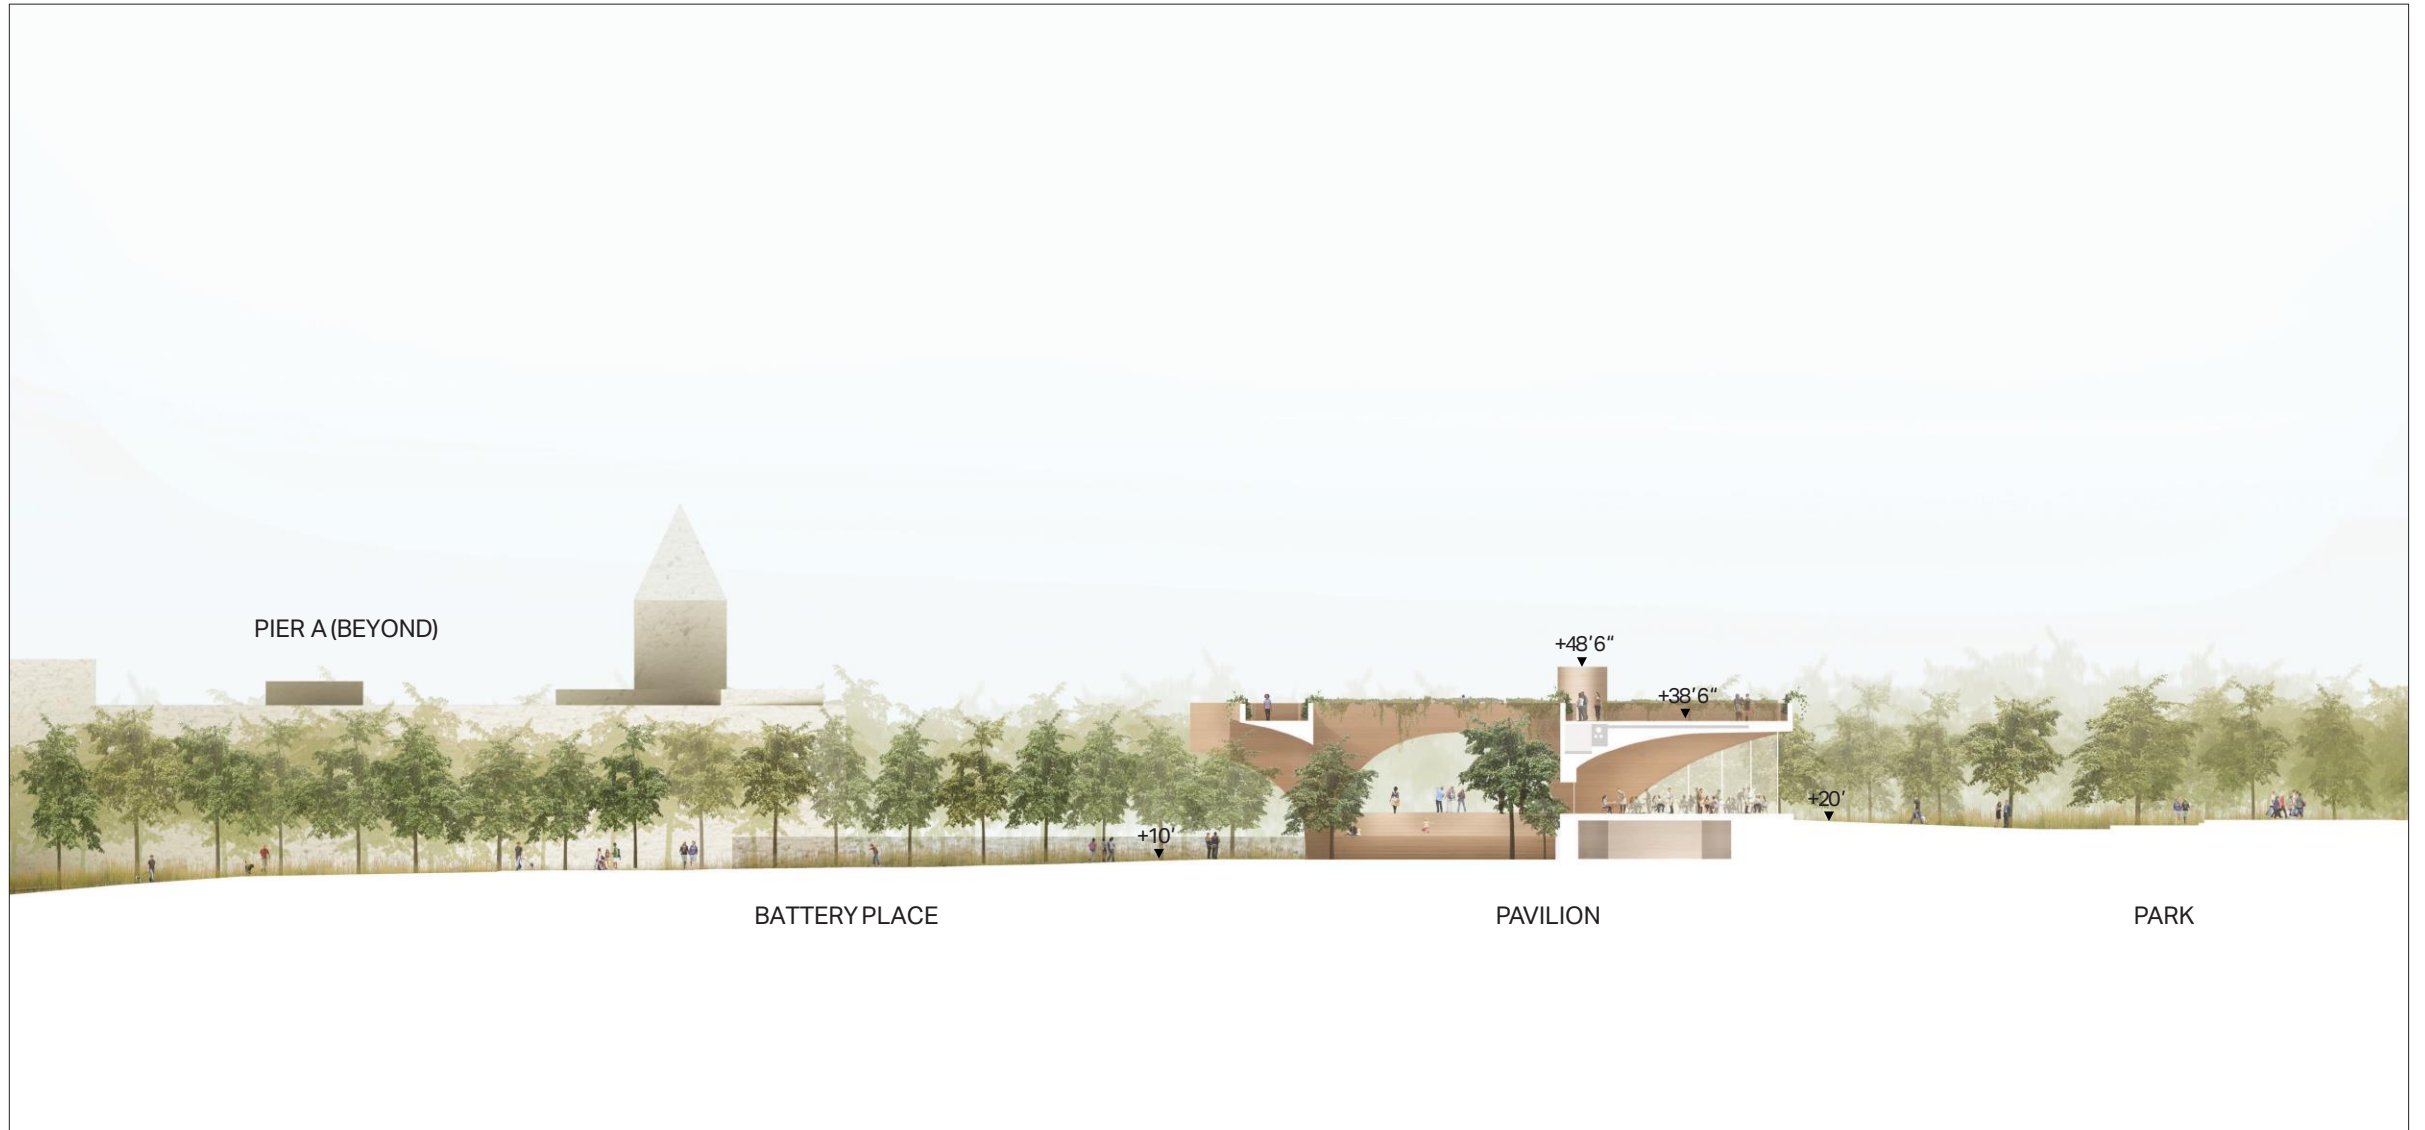 PIER A (BEYOND)
+48'6"
+38'6"
+20'
+10'
BATTERY PLACE
PAVILION
PARK